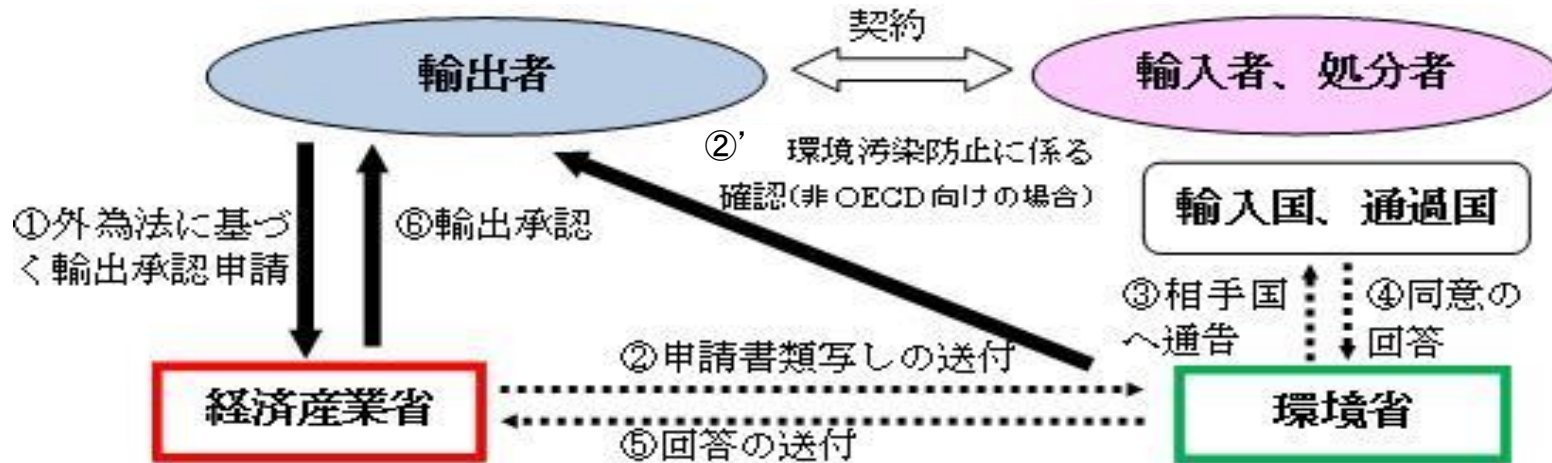 契約
輸出者
輸入者、処分者
②’ 環境汚染防止に係る
確認(非OECD向けの場合)
輸入国、通過国
①外為法に基づ
く輸出承認申請
⑥輸出承認
③相手国
へ通告
④同意の
回答
②申請書類写しの送付
経済産業省
環境省
⑤回答の送付